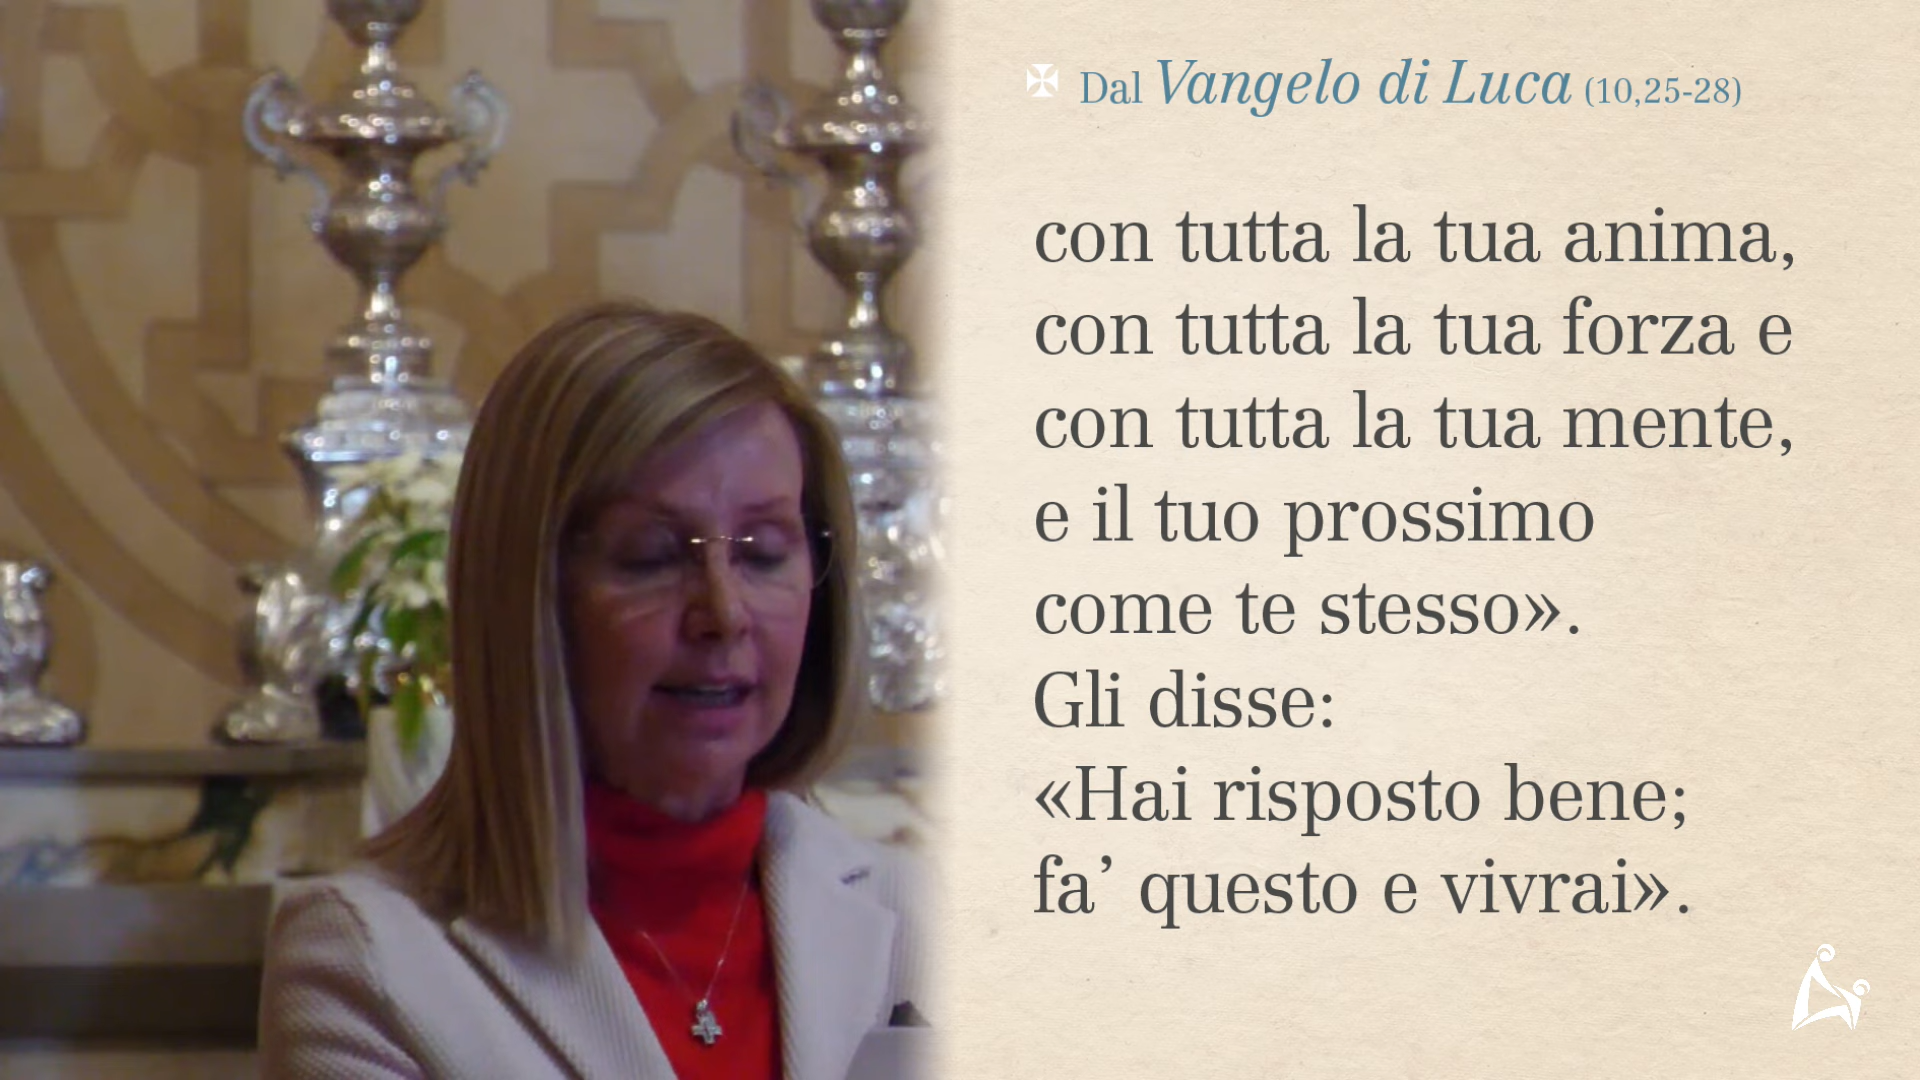 Dal Vangelo di Luca (10,25-28)
con tutta la tua anima,
con tutta la tua forza e
con tutta la tua mente,
e il tuo prossimo
come te stesso».
Gli disse:
«Hai risposto bene;
fa’ questo e vivrai».